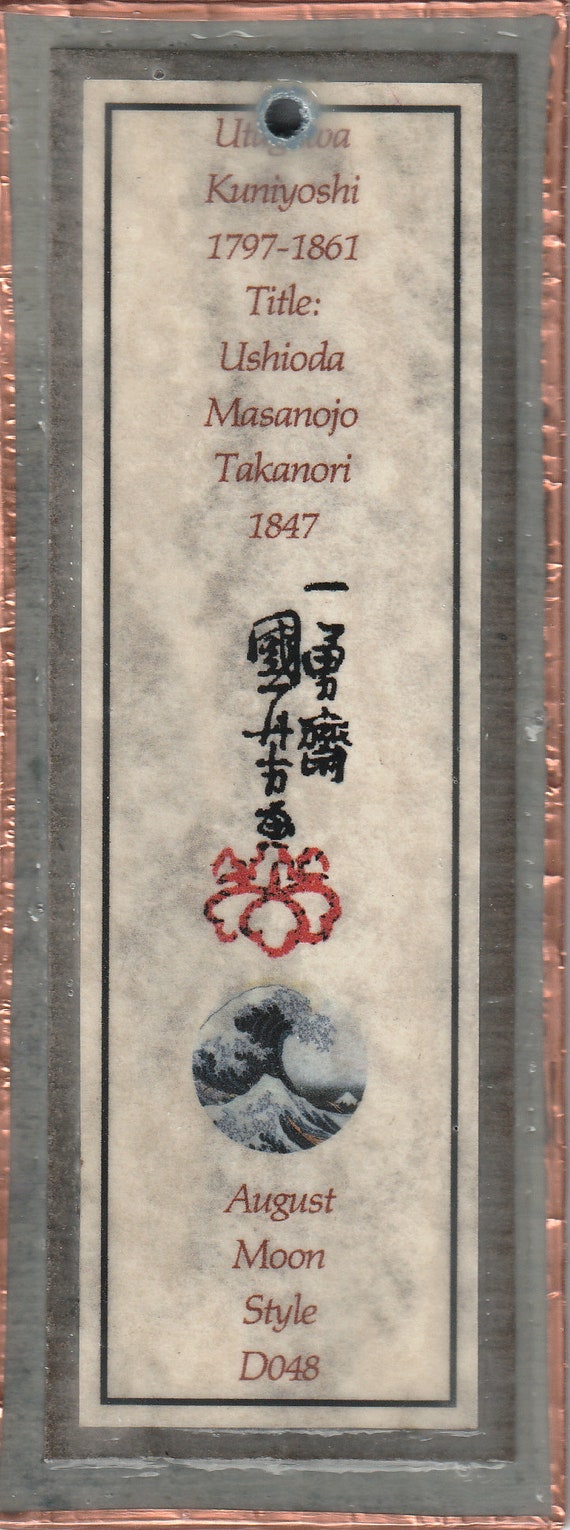 Utagawa
Kuniyoshi
1797-1861
Title:
Ushioda
Masanojo
Takanori
1847
一勇齋
國芳画
August
Moon
Style
D048